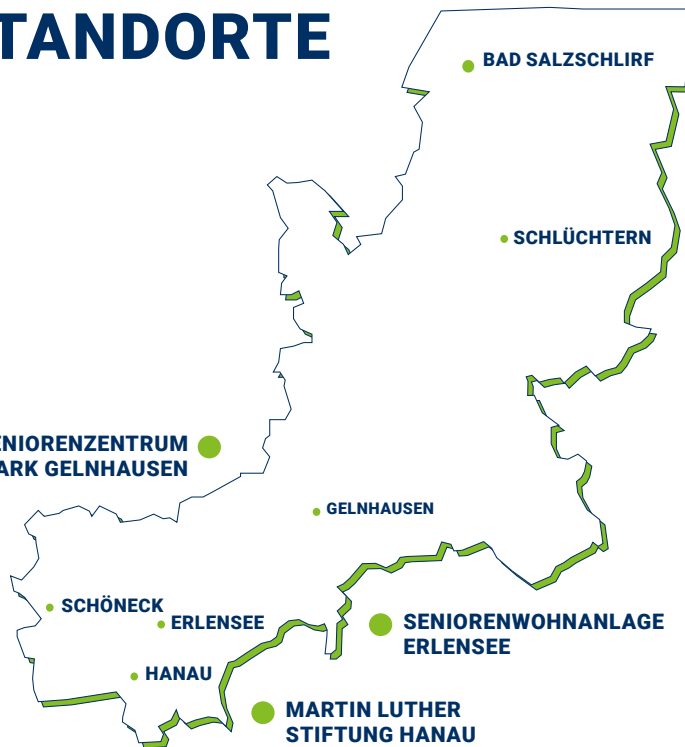 TANDORTE
BAD SALZSCHLIRF
SCHLÜCHTERN
ENIORENZENTRUM
ARK GELNHAUSEN
GELNHAUSEN
SCHÖNECK
ERLENSEE
SENIORENWOHNANLAGE
ERLENSEE
HANAU
MARTIN LUTHER
STIFTUNG HANAU